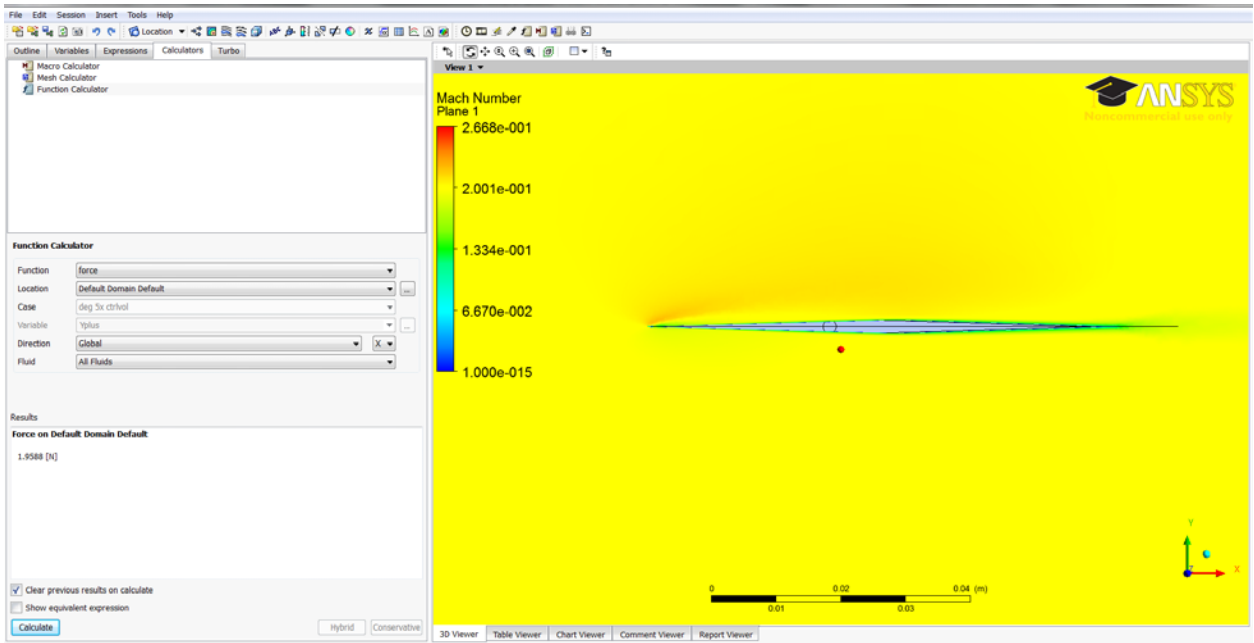 File Edit Session Insert Tools Help
Location
Outline Variables Expressions Calculators Turbo
Macro Calculator
Mesh Calculator
Function Calculator
Function Calculator
Function force
Location Default Domain Default ...
Case deg 5x ctrlvol
Variable Yplus ...
Direction Global X
Fluid All Fluids
Results
Force on Default Domain Default
1.9588 [N]
Clear previous results on calculate
Show equivalent expression
Calculate Hybrid Conservative
View 1
Mach Number
Plane 1
2.668e-001
2.001e-001
1.334e-001
6.670e-002
1.000e-015
ANSYS
Noncommercial use only
Y
Z X
0 0.02 0.04 (m)
0.01 0.03
3D Viewer Table Viewer Chart Viewer Comment Viewer Report Viewer